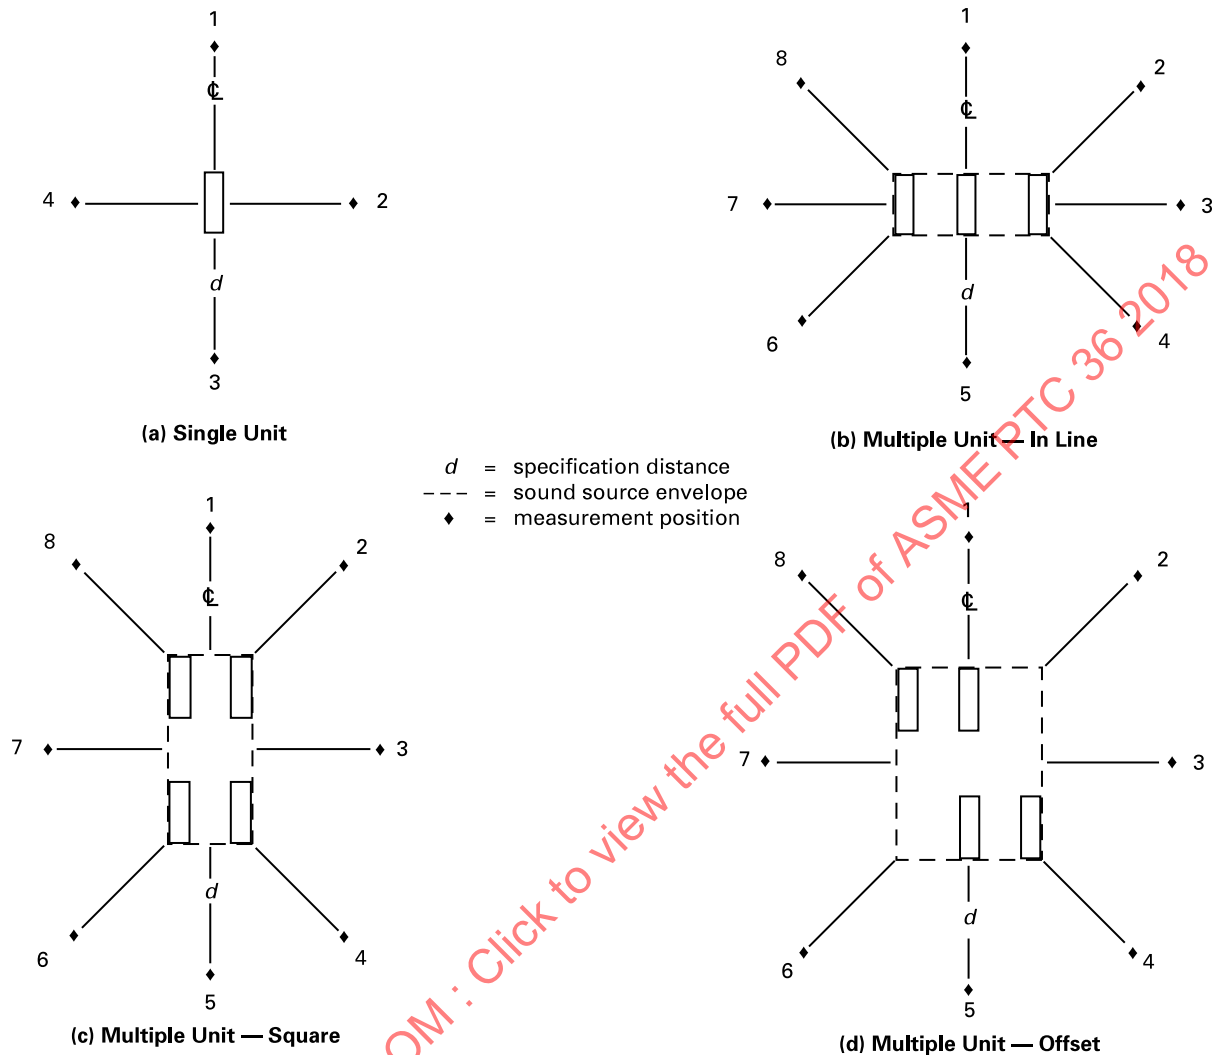 1
℄
4
2
d
3
(a) Single Unit
1
8
2
℄
7
3
d
6
4
5
(b) Multiple Unit — In Line
d = specification distance
--- = sound source envelope
♦ = measurement position
1
8
2
℄
7
3
d
6
4
5
(c) Multiple Unit — Square
1
8
2
℄
7
3
d
6
4
5
(d) Multiple Unit — Offset
OM : Click to view the full PDF of ASME PTC 36 2018